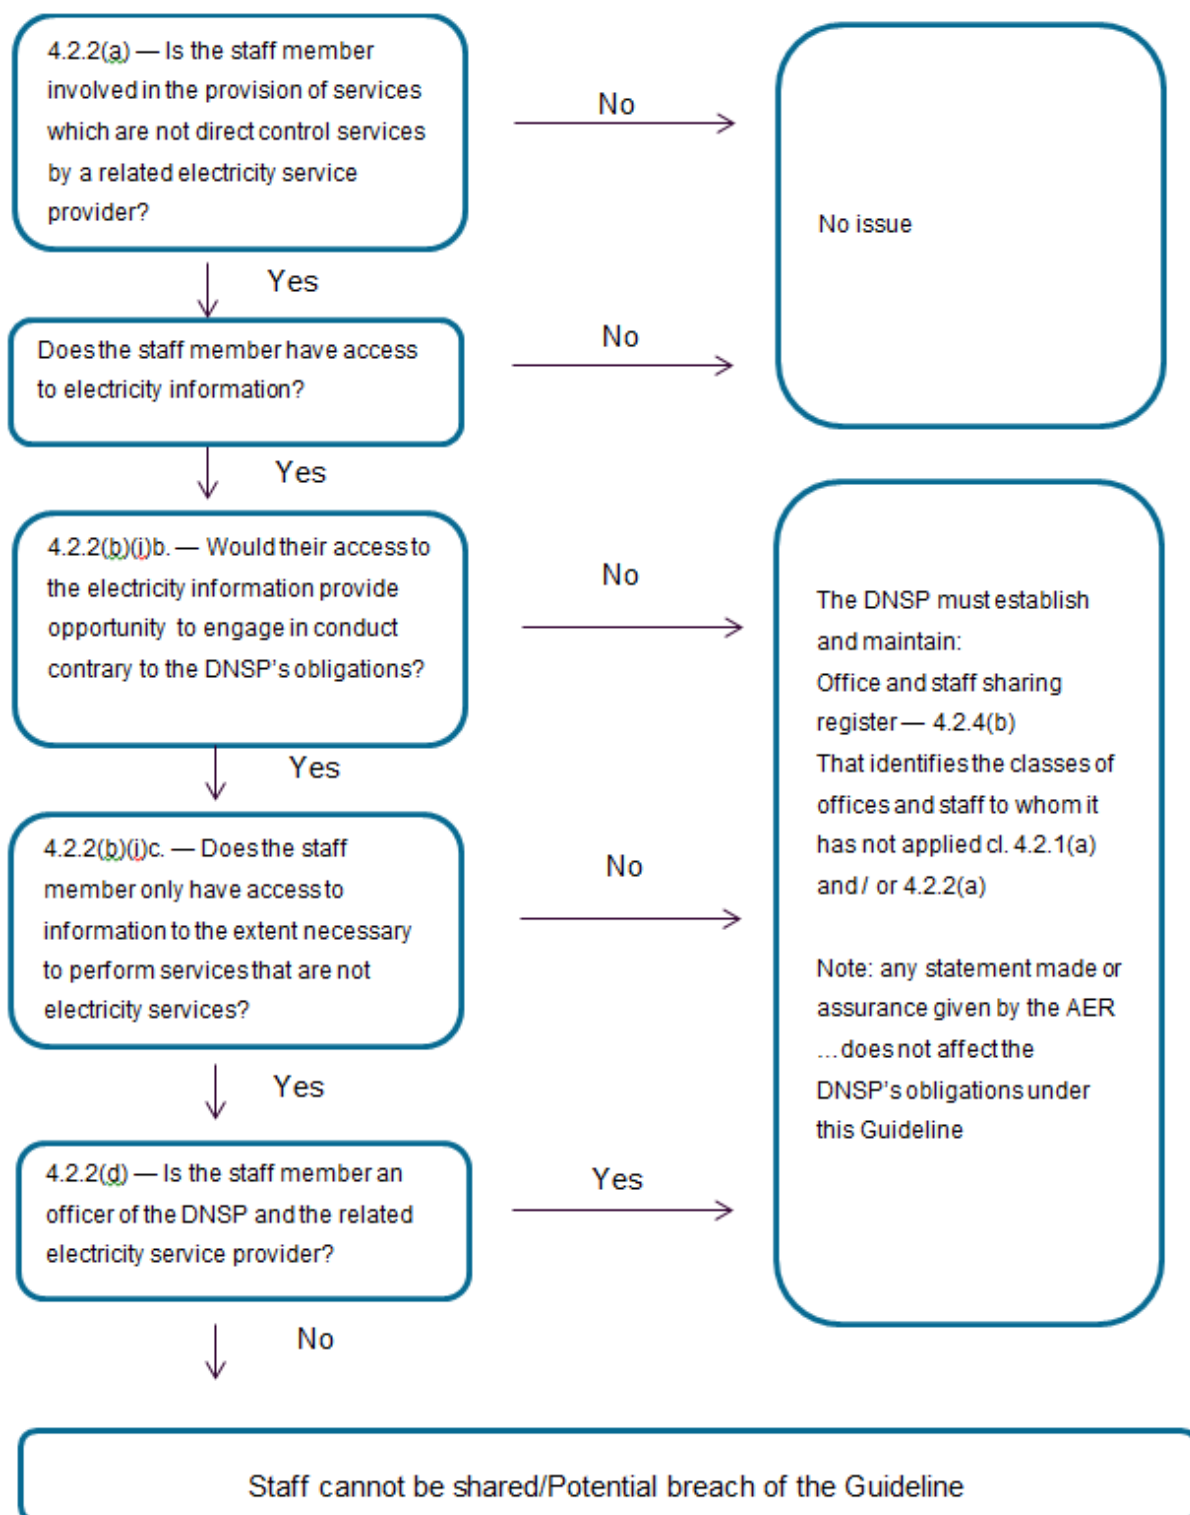 4.2.2(a) — Is the staff member
involved in the provision of services
which are not direct control services
by a related electricity service
provider?
No
No issue
Yes
Does the staff member have access
to electricity information?
No
Yes
4.2.2(b)(i)b. — Would their access to
the electricity information provide
opportunity to engage in conduct
contrary to the DNSP's obligations?
No
Yes
4.2.2(b)(i)c. — Does the staff
member only have access to
information to the extent necessary
to perform services that are not
electricity services?
No
Yes
4.2.2(d) — Is the staff member an
officer of the DNSP and the related
electricity service provider?
Yes
The DNSP must establish
and maintain:
Office and staff sharing
register — 4.2.4(b)
That identifies the classes of
offices and staff to whom it
has not applied cl. 4.2.1(a)
and / or 4.2.2(a)
Note: any statement made or
assurance given by the AER
…does not affect the
DNSP's obligations under
this Guideline
No
Staff cannot be shared/Potential breach of the Guideline